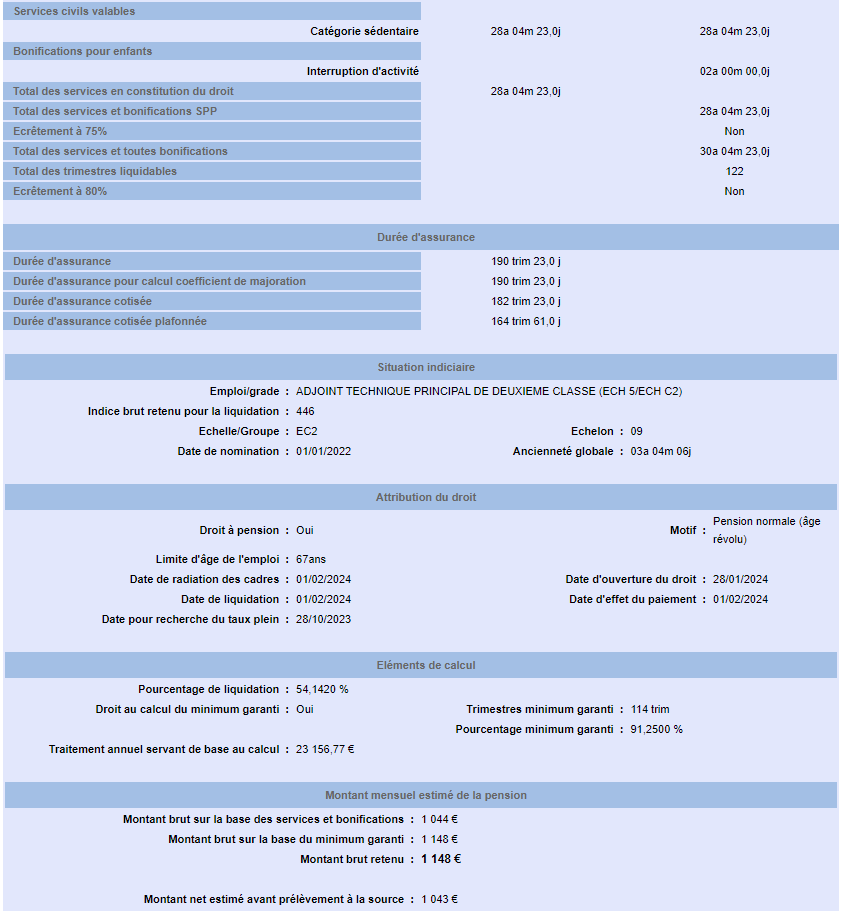 Services civils valables
Catégorie sédentaire 28a 04m 23,0j 28a 04m 23,0j
Bonifications pour enfants
Interruption d'activité 02a 00m 00,0j
Total des services en constitution du droit 28a 04m 23,0j
Total des services et bonifications SPP 28a 04m 23,0j
Ecrêtement à 75% Non
Total des services et toutes bonifications 30a 04m 23,0j
Total des trimestres liquidables 122
Ecrêtement à 80% Non
Durée d'assurance
Durée d'assurance 190 trim 23,0 j
Durée d'assurance pour calcul coefficient de majoration 190 trim 23,0 j
Durée d'assurance cotisée 182 trim 23,0 j
Durée d'assurance cotisée plafonnée 164 trim 61,0 j
Situation indiciaire
Emploi/grade : ADJOINT TECHNIQUE PRINCIPAL DE DEUXIEME CLASSE (ECH 5/ECH C2)
Indice brut retenu pour la liquidation : 446
Echelle/Groupe : EC2 Echelon : 09
Date de nomination : 01/01/2022 Ancienneté globale : 03a 04m 06j
Attribution du droit
Droit à pension : Oui Motif : Pension normale (âge
révolu)
Limite d'âge de l'emploi : 67ans
Date de radiation des cadres : 01/02/2024 Date d'ouverture du droit : 28/01/2024
Date de liquidation : 01/02/2024 Date d'effet du paiement : 01/02/2024
Date pour recherche du taux plein : 28/10/2023
Eléments de calcul
Pourcentage de liquidation : 54,1420 %
Droit au calcul du minimum garanti : Oui Trimestres minimum garanti : 114 trim
Pourcentage minimum garanti : 91,2500 %
Traitement annuel servant de base au calcul : 23 156,77 €
Montant mensuel estimé de la pension
Montant brut sur la base des services et bonifications : 1 044 €
Montant brut sur la base du minimum garanti : 1 148 €
Montant brut retenu : 1 148 €
Montant net estimé avant prélèvement à la source : 1 043 €